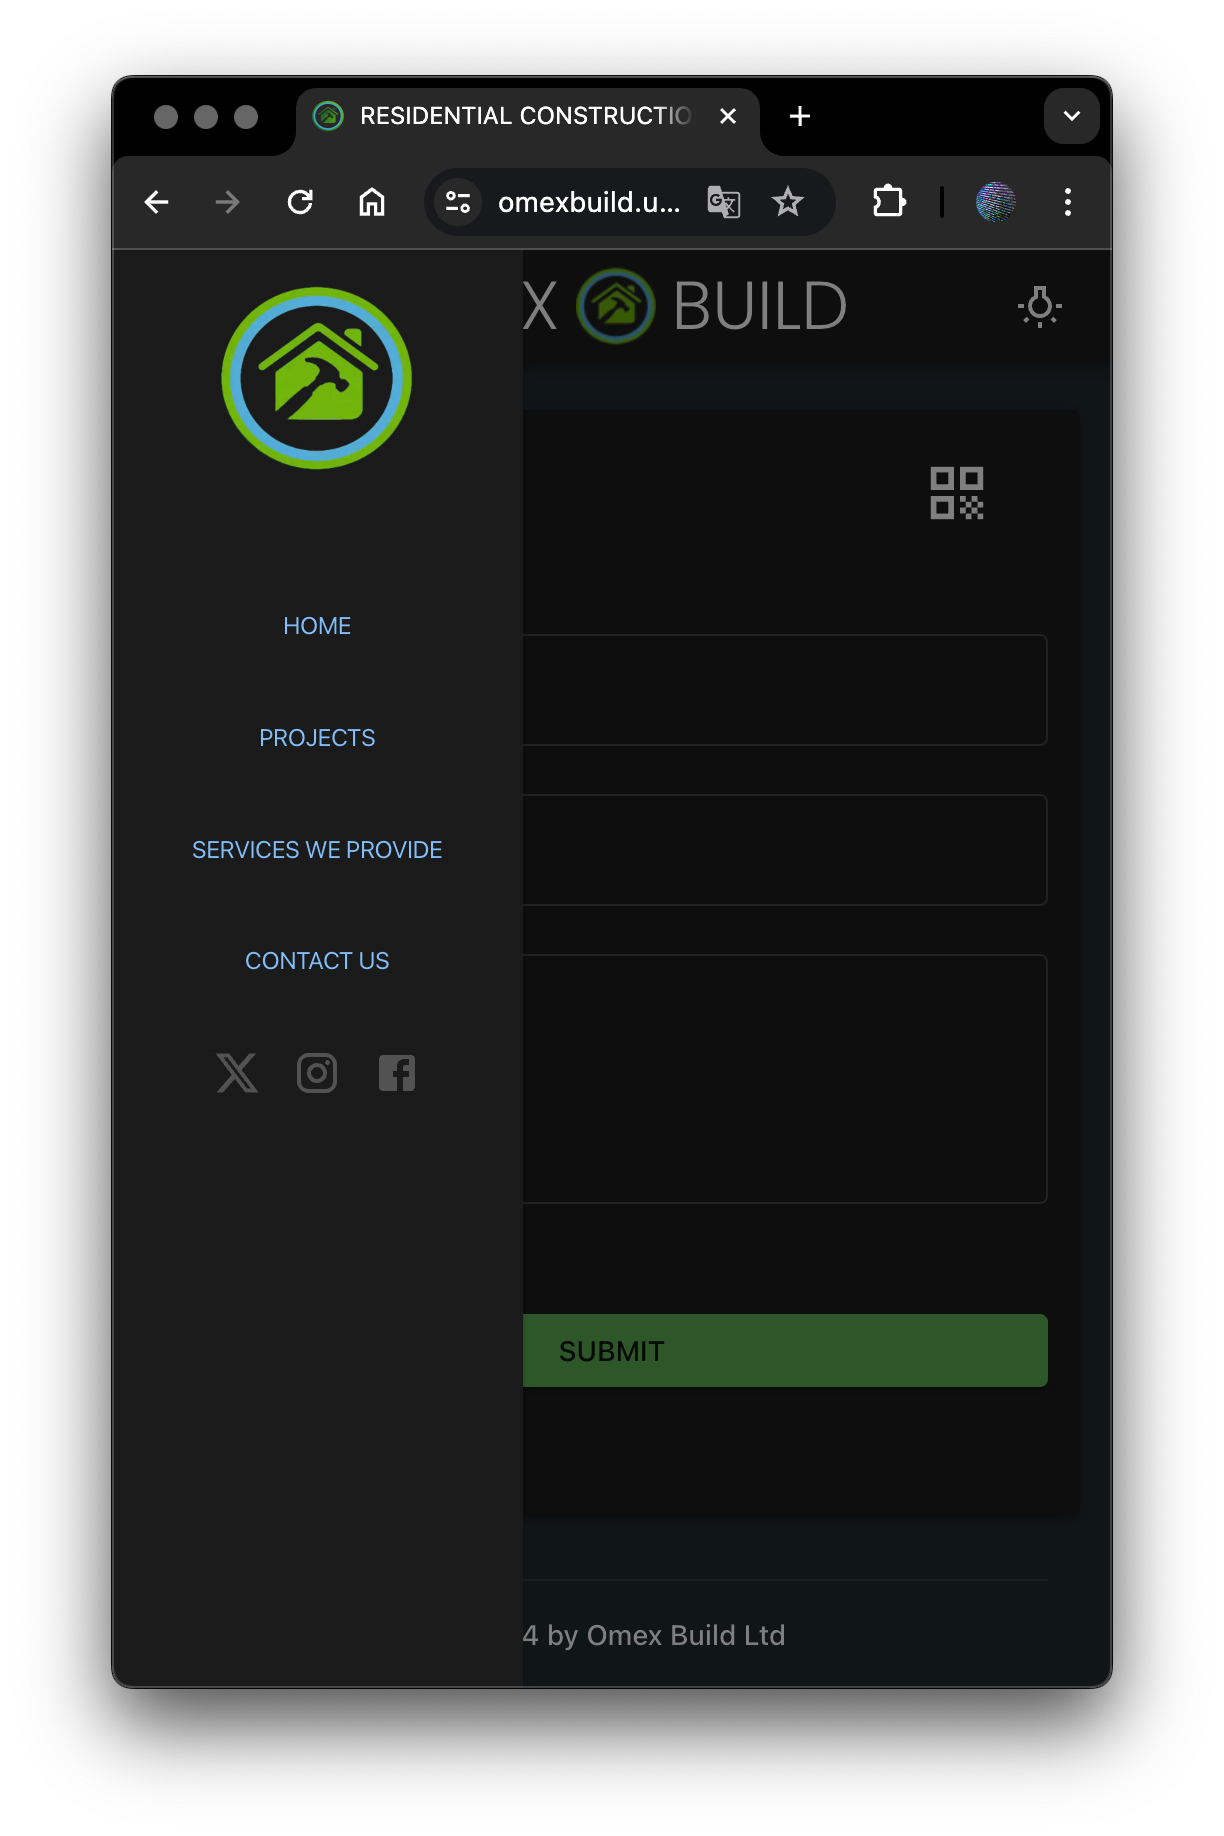 RESIDENTIAL CONSTRUCTIO
omexbuild.u...
X BUILD
HOME
PROJECTS
SERVICES WE PROVIDE
CONTACT US
SUBMIT
4 by Omex Build Ltd